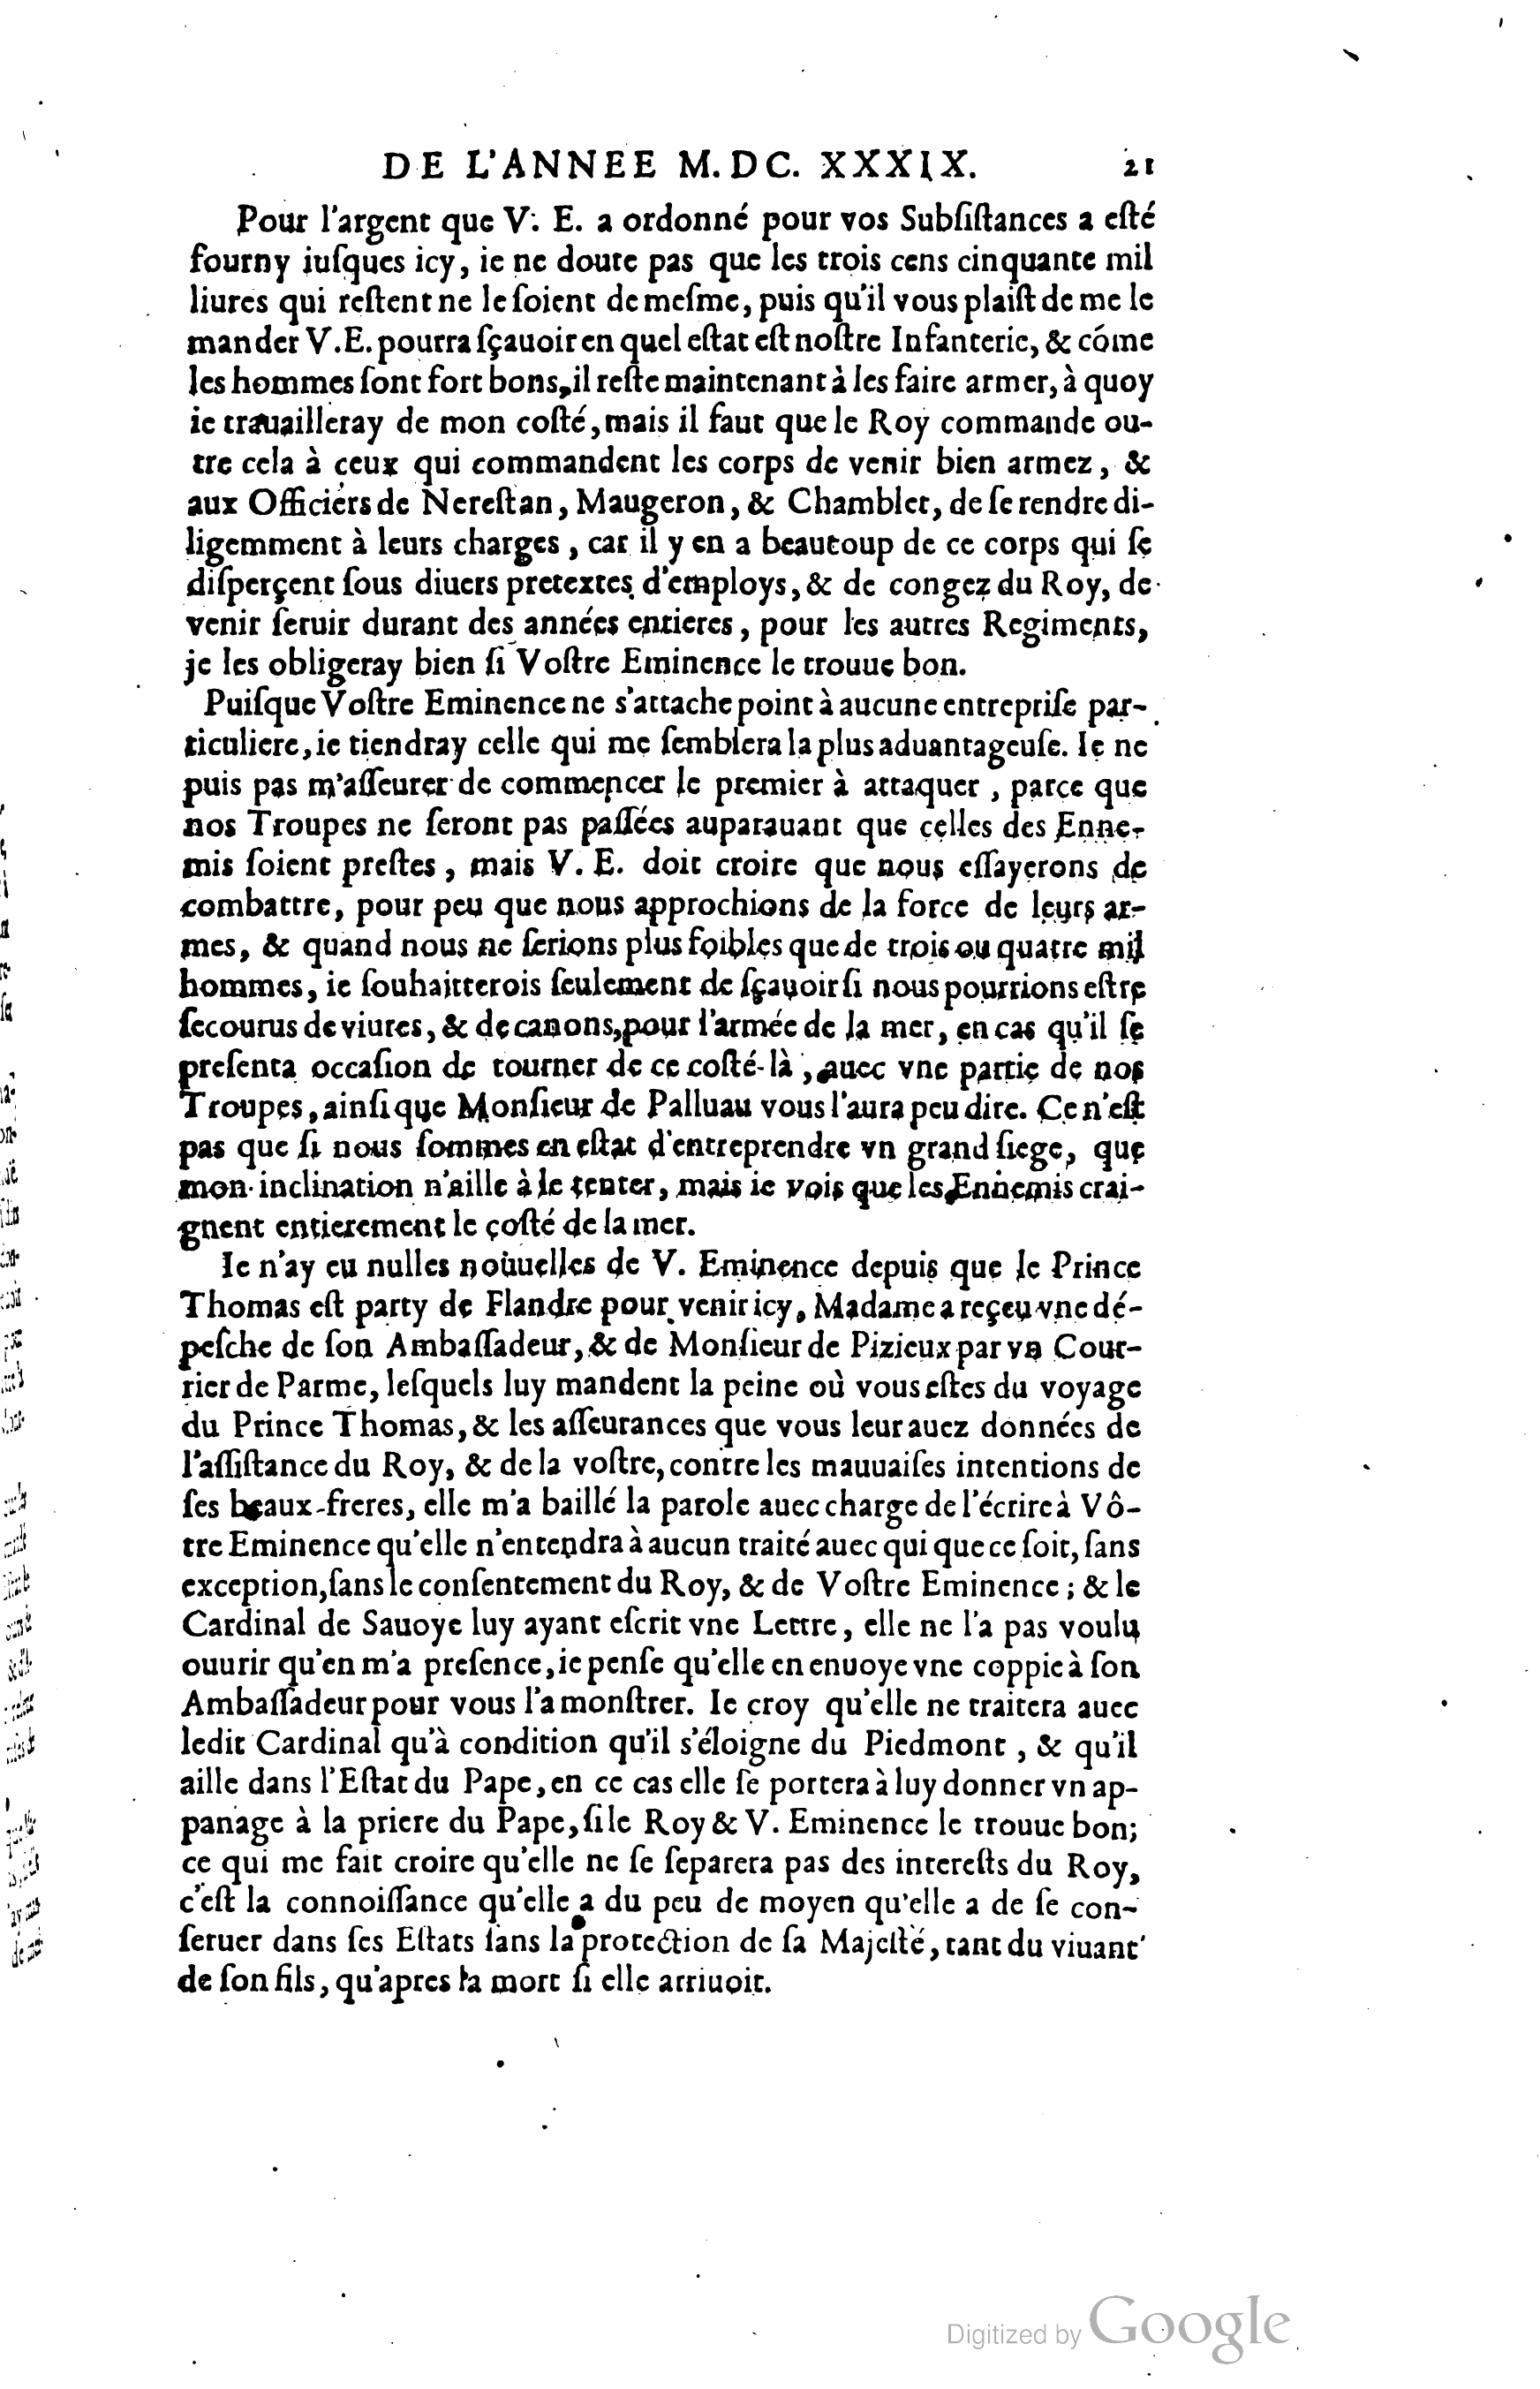 DE L'ANNEE M. DC. XXXIX. 21
Pour l'argent que V. E. a ordonné pour vos Subſiſtances a eſté
fourny iuſques icy, ie ne doute pas que les trois cens cinquante mil
liures qui reſtent ne le ſoient de meſme, puis qu'il vous plaiſt de me le
mander V.E. pourra ſçauoir en quel eſtat eſt noſtre Infanterie, & cóme
les hommes ſont fort bons, il reſte maintenant à les faire armer, à quoy
ie trauailleray de mon coſté, mais il faut que le Roy commande ou-
tre cela à ceux qui commandent les corps de venir bien armez, &
aux Officiers de Nereſtan, Maugeron, & Chamblet, de ſe rendre di-
ligemment à leurs charges, car il y en a beaucoup de ce corps qui ſe
diſperçent ſous diuers pretextes d'employs, & de congez du Roy, de
venir ſeruir durant des années entieres, pour les autres Regiments,
je les obligeray bien ſi Voſtre Eminence le trouue bon.
Puiſque Voſtre Eminence ne s'attache point à aucune entrepriſe par-
ticuliere, ie tiendray celle qui me ſemblera la plus aduantageuſe. Ie ne
puis pas m'aſſeurer de commencer le premier à attaquer, parce que
nos Troupes ne ſeront pas paſſées auparauant que celles des Enne-
mis ſoient preſtes, mais V. E. doit croire que nous eſſayerons de
combattre, pour peu que nous approchions de la force de leurs ar-
mes, & quand nous ne ſerions plus foibles que de trois ou quatre mil
hommes, ie ſouhaitterois ſeulement de ſçauoir ſi nous pourrions eſtre
ſecourus de viures, & de canons, pour l'armée de la mer, en cas qu'il ſe
preſenta occaſion de tourner de ce coſté-là, auec vne partie de nos
Troupes, ainſi que Monſieur de Palluau vous l'aura peu dire. Ce n'eſt
pas que ſi nous ſommes en eſtat d'entreprendre vn grand ſiege, que
mon inclination n'aille à le tenter, mais ie vois que les Ennemis crai-
gnent entierement le coſté de la mer.
Ie n'ay eu nulles nouuelles de V. Eminence depuis que le Prince
Thomas eſt party de Flandre pour venir icy, Madame a reçeu vne dé-
peſche de ſon Ambaſſadeur, & de Monſieur de Pizieux par vn Cour-
rier de Parme, leſquels luy mandent la peine où vous eſtes du voyage
du Prince Thomas, & les aſſeurances que vous leur auez données de
l'aſſiſtance du Roy, & de la voſtre, contre les mauuaiſes intentions de
ſes beaux-freres, elle m'a baillé la parole auec charge de l'écrire à Vô-
tre Eminence qu'elle n'entendra à aucun traité auec qui que ce ſoit, ſans
exception, ſans le conſentement du Roy, & de Voſtre Eminence ; & le
Cardinal de Sauoye luy ayant eſcrit vne Lettre, elle ne l'a pas voulu
ouurir qu'en m'a preſence, ie penſe qu'elle en enuoye vne coppie à ſon
Ambaſſadeur pour vous l'a monſtrer. Ie croy qu'elle ne traitera auec
ledit Cardinal qu'à condition qu'il s'éloigne du Piedmont, & qu'il
aille dans l'Eſtat du Pape, en ce cas elle ſe portera à luy donner vn ap-
panage à la priere du Pape, ſi le Roy & V. Eminence le trouue bon;
ce qui me fait croire qu'elle ne ſe ſeparera pas des intereſts du Roy,
c'eſt la connoiſſance qu'elle a du peu de moyen qu'elle a de ſe con-
ſeruer dans ſes Eſtats ſans la protection de ſa Majeſté, tant du viuant
de ſon fils, qu'apres ſa mort ſi elle arriuoit.
Digitized by Google